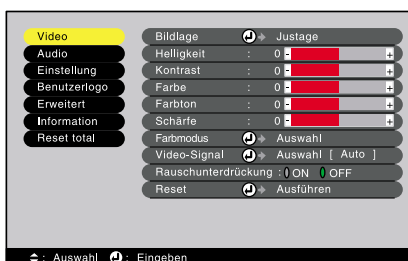 Video
Audio
Einstellung
Benutzerlogo
Erweitert
Information
Reset total
Bildlage Justage
Helligkeit : 0 - +
Kontrast : 0 - +
Farbe : 0 - +
Farbton : 0 - +
Schärfe : 0 - +
Farbmodus Auswahl
Video-Signal Auswahl [ Auto ]
Rauschunterdrückung : ON OFF
Reset Ausführen
: Auswahl : Eingeben